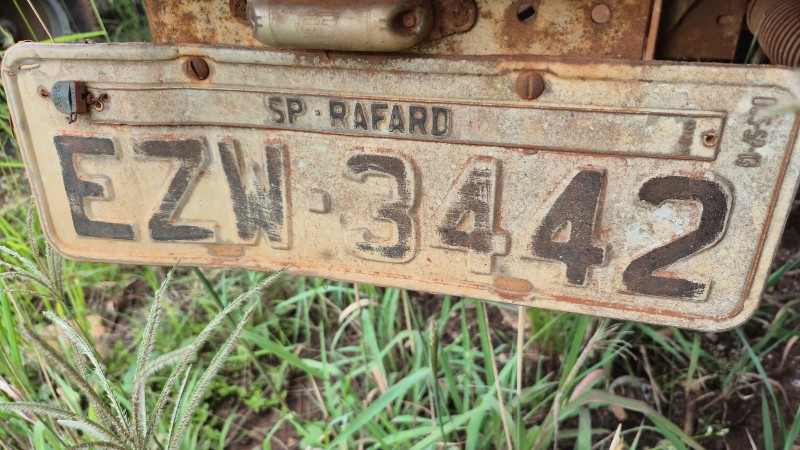 SP · RAFARD
EZW · 3442